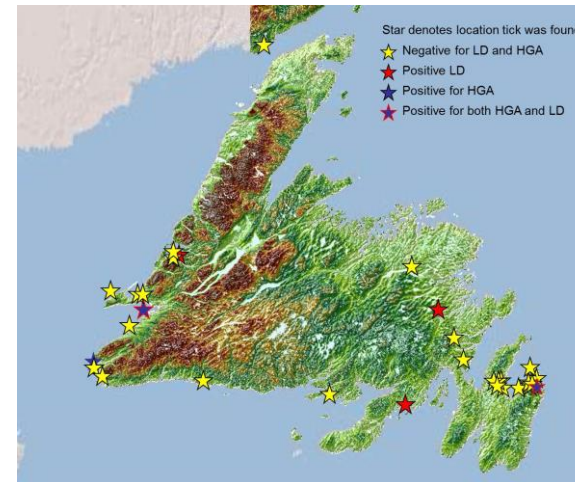 Star denotes location tick was found
Negative for LD and HGA
Positive LD
Positive for HGA
Positive for both HGA and LD